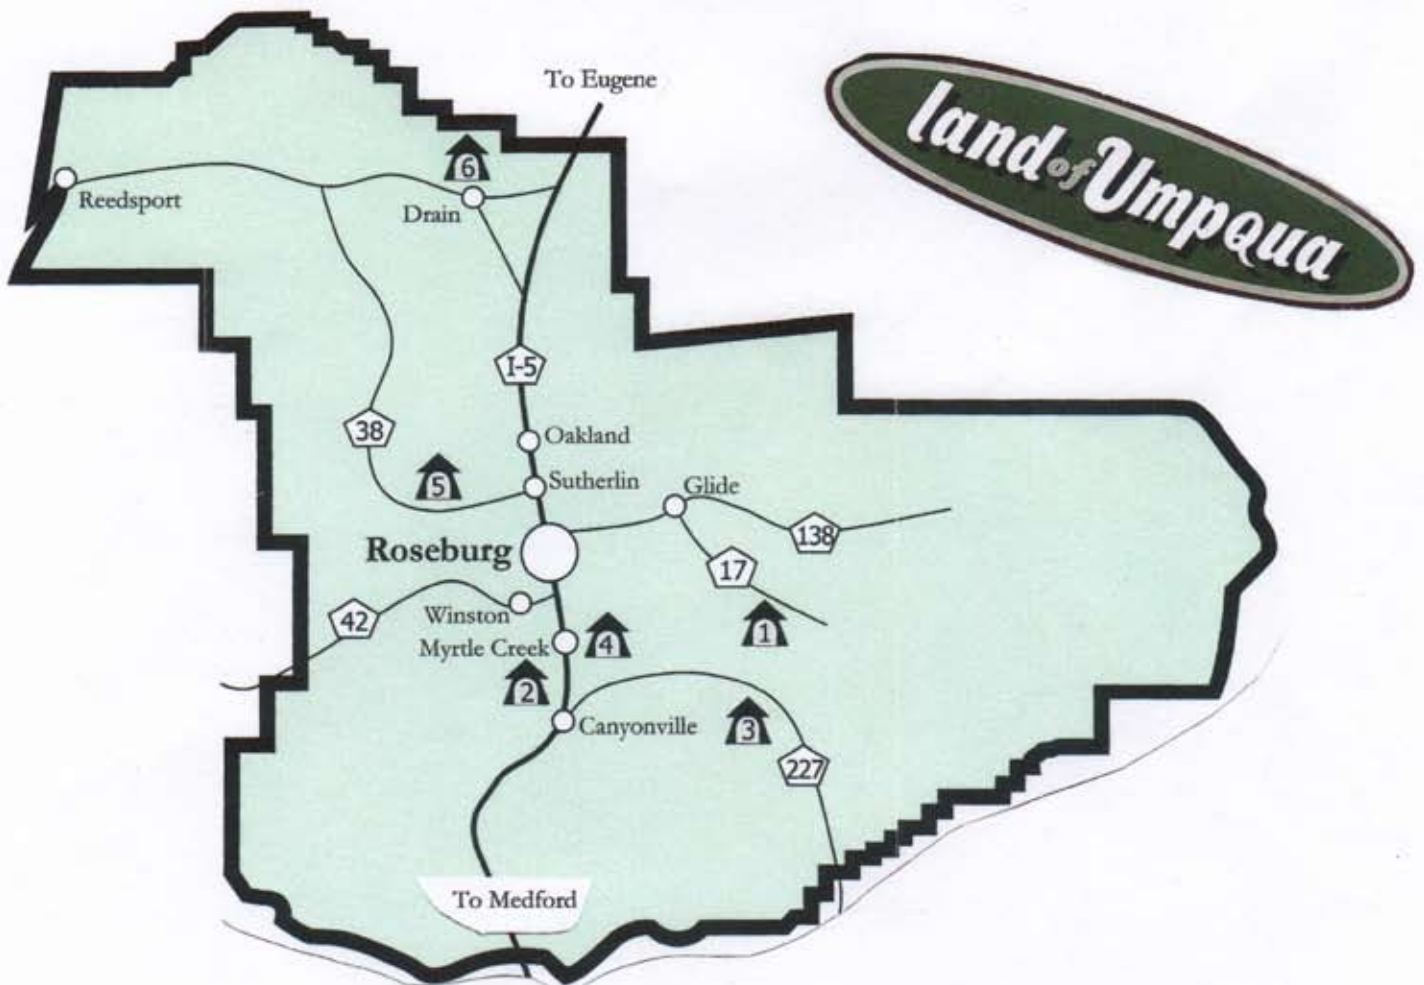 To Eugene
land of Umpqua
6
Reedsport
Drain
I-5
38
Oakland
5
Sutherlin
Glide
138
Roseburg
17
42
Winston
1
Myrtle Creek
4
2
Canyonville
3
227
To Medford